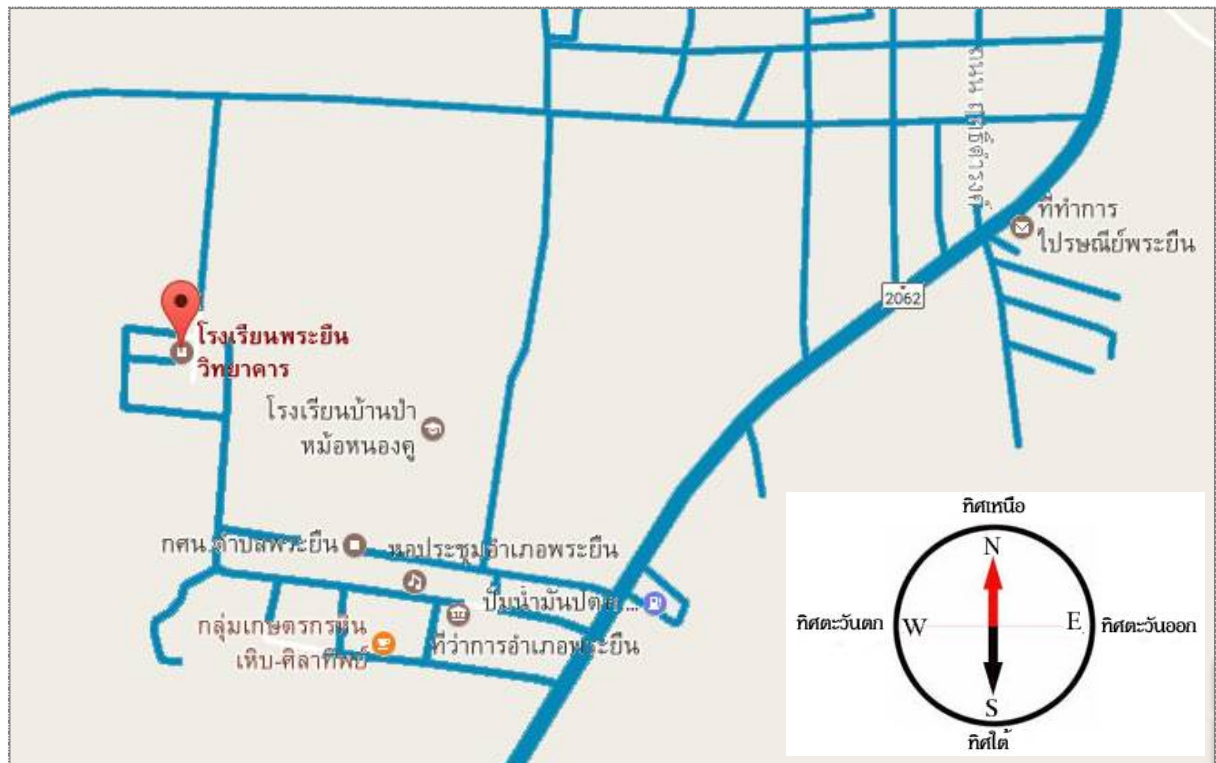 ถนน
ที่ทำการ
ไปรษณีย์พระยืน
2062
โรงเรียนพระยืน
วิทยาคาร
โรงเรียนบ้านป่า
หม้อหนองคู
กศน.ตำบลพระยืน
หอประชุมอำเภอพระยืน
ปั๊มน้ำมันปตท. ...
กลุ่มเกษตรกรหิน
เหิบ-ศิลาทิพย์
ที่ว่าการอำเภอพระยืน
ทิศเหนือ
N
ทิศตะวันตก
W
E
ทิศตะวันออก
S
ทิศใต้